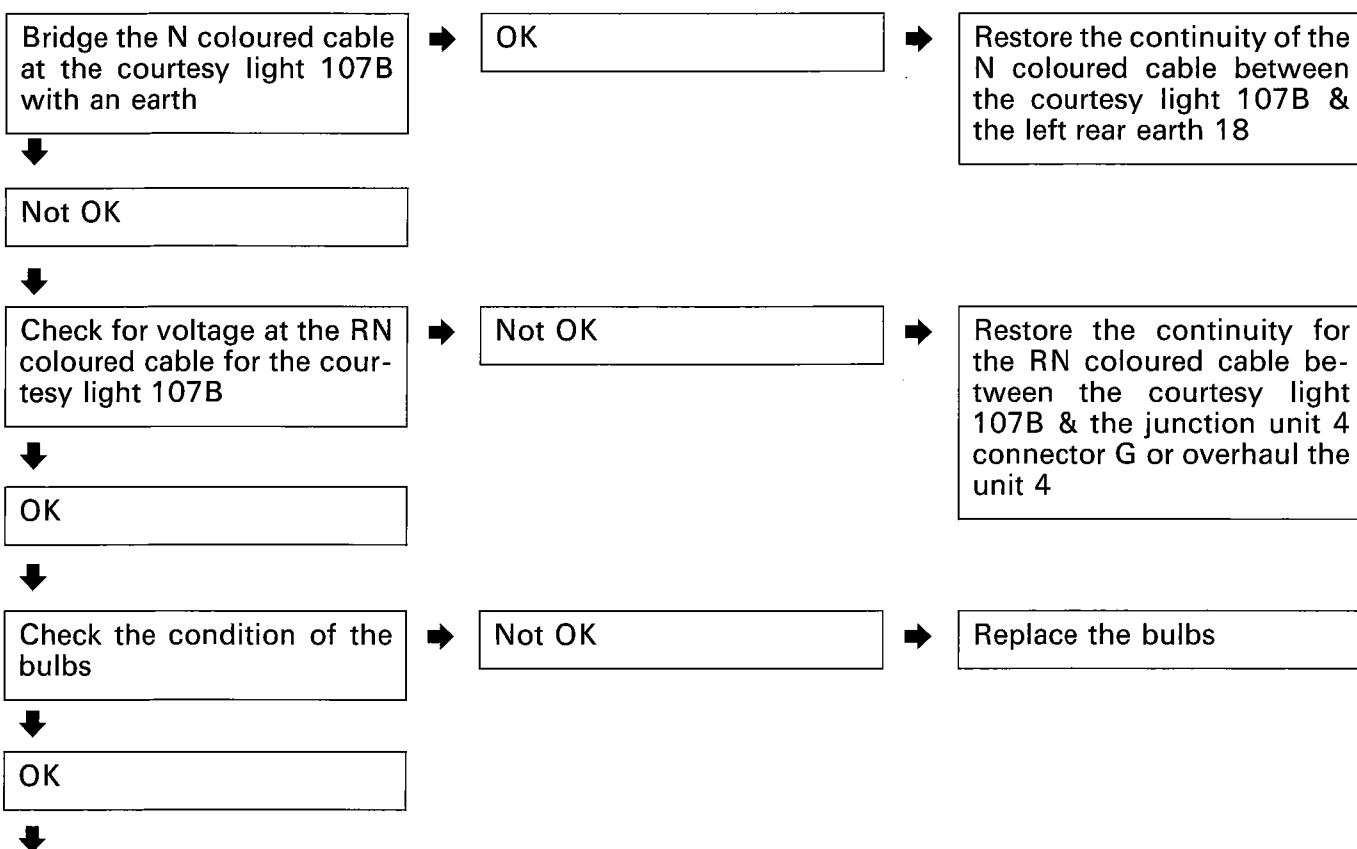 Bridge the N coloured cable
at the courtesy light 107B
with an earth
OK
Restore the continuity of the
N coloured cable between
the courtesy light 107B &
the left rear earth 18
Not OK
Check for voltage at the RN
coloured cable for the cour-
tesy light 107B
Not OK
Restore the continuity for
the RN coloured cable be-
tween the courtesy light
107B & the junction unit 4
connector G or overhaul the
unit 4
OK
Check the condition of the
bulbs
Not OK
Replace the bulbs
OK